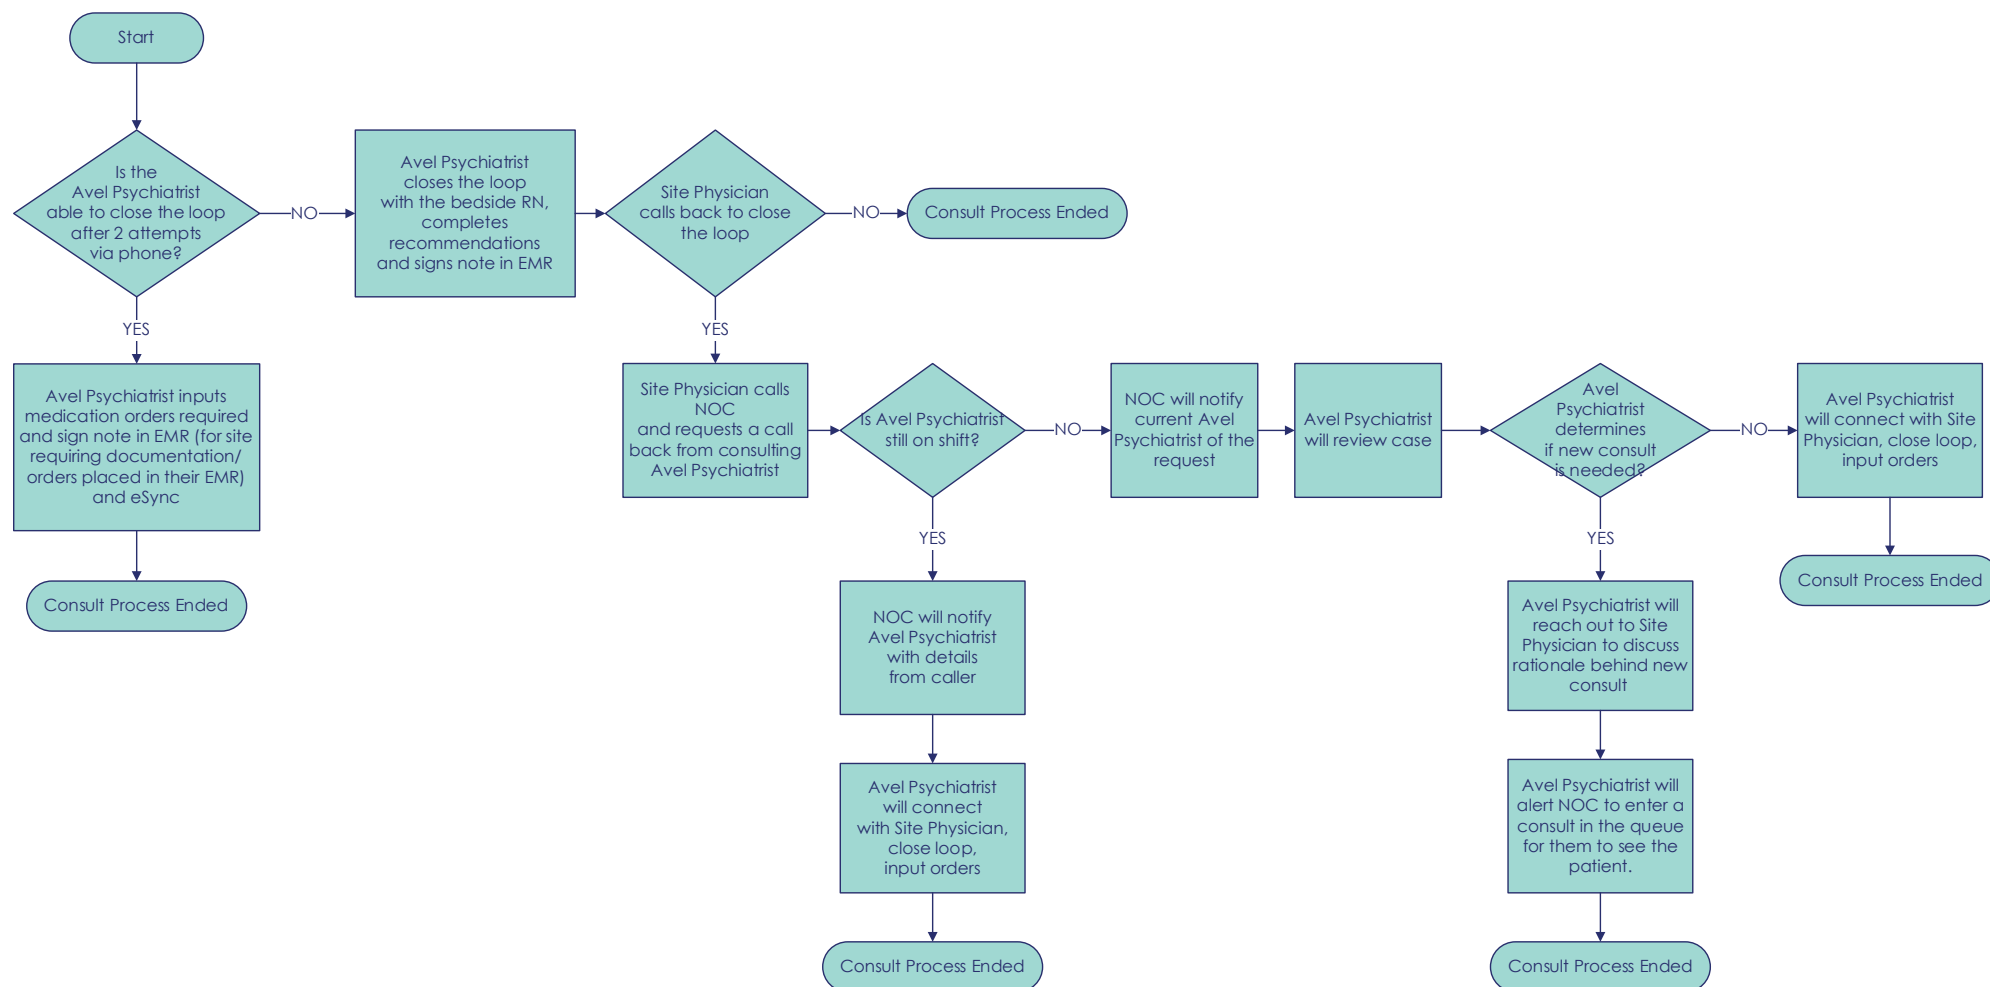 Start
Is the
Avel Psychiatrist
able to close the loop
after 2 attempts
via phone?
NO
Avel Psychiatrist
closes the loop
with the bedside RN,
completes
recommendations
and signs note in EMR
Site Physician
calls back to close
the loop
NO
Consult Process Ended
YES
Avel Psychiatrist inputs
medication orders required
and sign note in EMR (for site
requiring documentation/
orders placed in their EMR)
and eSync
Consult Process Ended
YES
Site Physician calls
NOC
and requests a call
back from consulting
Avel Psychiatrist
Is Avel Psychiatrist
still on shift?
NO
NOC will notify
current Avel
Psychiatrist of the
request
Avel Psychiatrist
will review case
Avel
Psychiatrist
determines
if new consult
is needed?
NO
Avel Psychiatrist
will connect with Site
Physician, close loop,
input orders
Consult Process Ended
YES
NOC will notify
Avel Psychiatrist
with details
from caller
Avel Psychiatrist
will connect
with Site Physician,
close loop,
input orders
Consult Process Ended
YES
Avel Psychiatrist will
reach out to Site
Physician to discuss
rationale behind new
consult
Avel Psychiatrist will
alert NOC to enter a
consult in the queue
for them to see the
patient.
Consult Process Ended